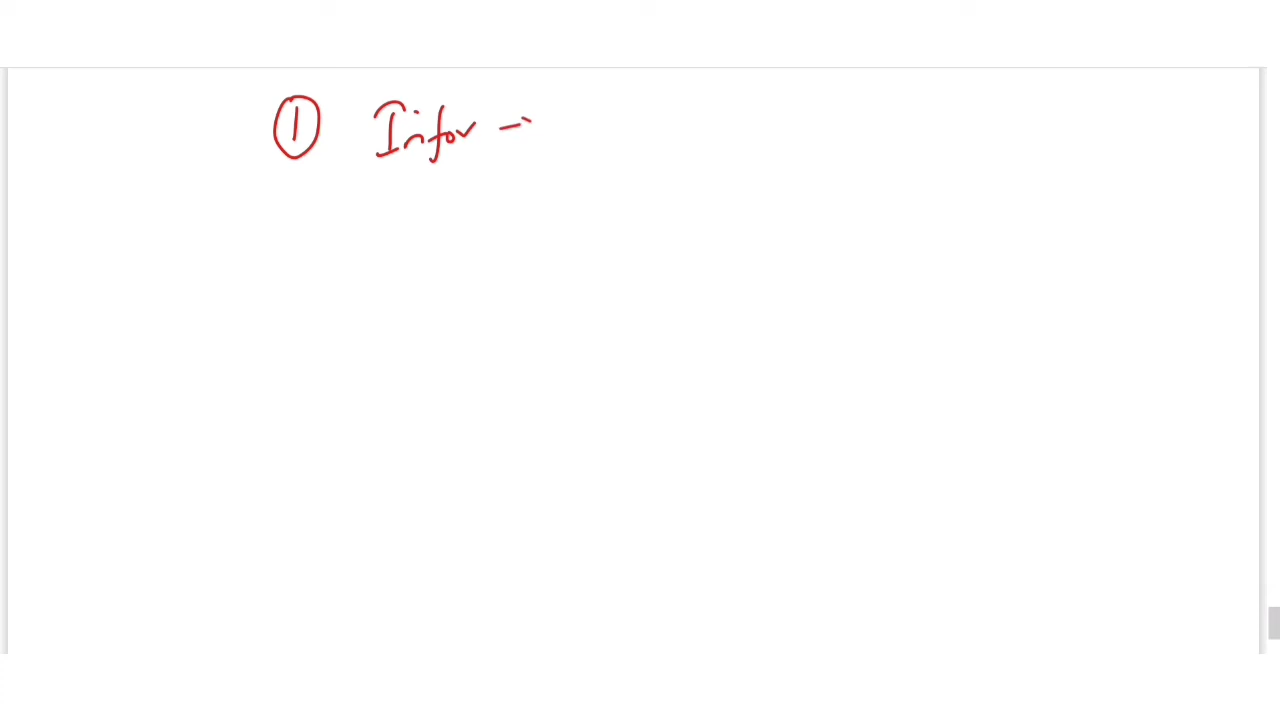 ① Infor →